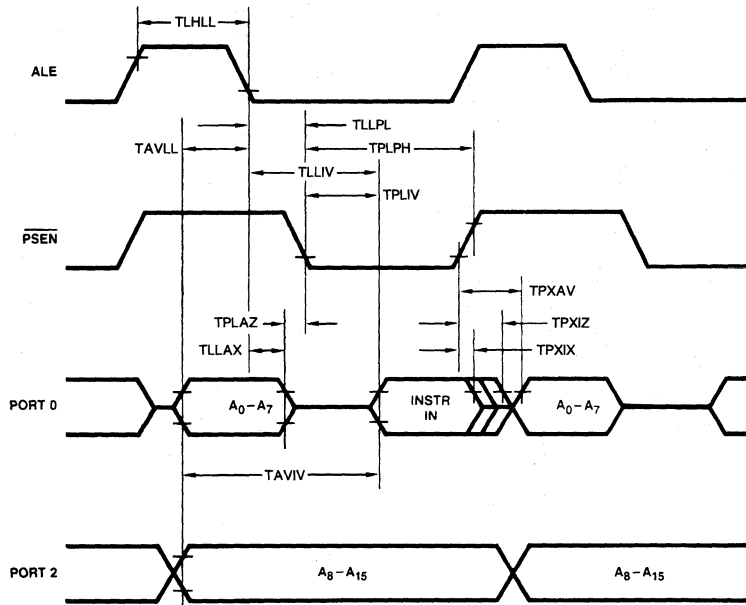 TLHLL
ALE
TLLPL
TAVLL
TPLPH
TLLIV
TPLIV
PSEN
TPXAV
TPLAZ
TPXIZ
TLLAX
TPXIX
PORT 0
A0–A7
INSTR
IN
A0–A7
TAVIV
PORT 2
A8–A15
A8–A15